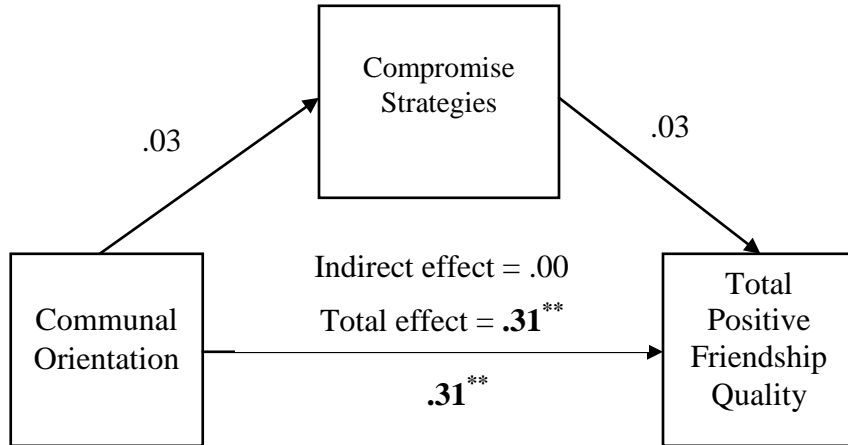 Compromise
Strategies
.03
.03
Indirect effect = .00
Total effect = .31**
Communal
Orientation
.31**
Total
Positive
Friendship
Quality